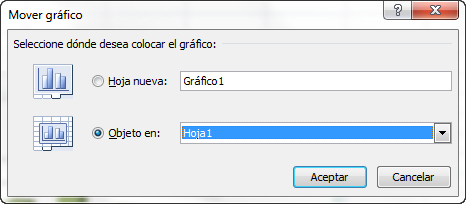 Mover gráfico
Seleccione dónde desea colocar el gráfico:
Hoja nueva: Gráfico1
Objeto en: Hoja1
Aceptar Cancelar